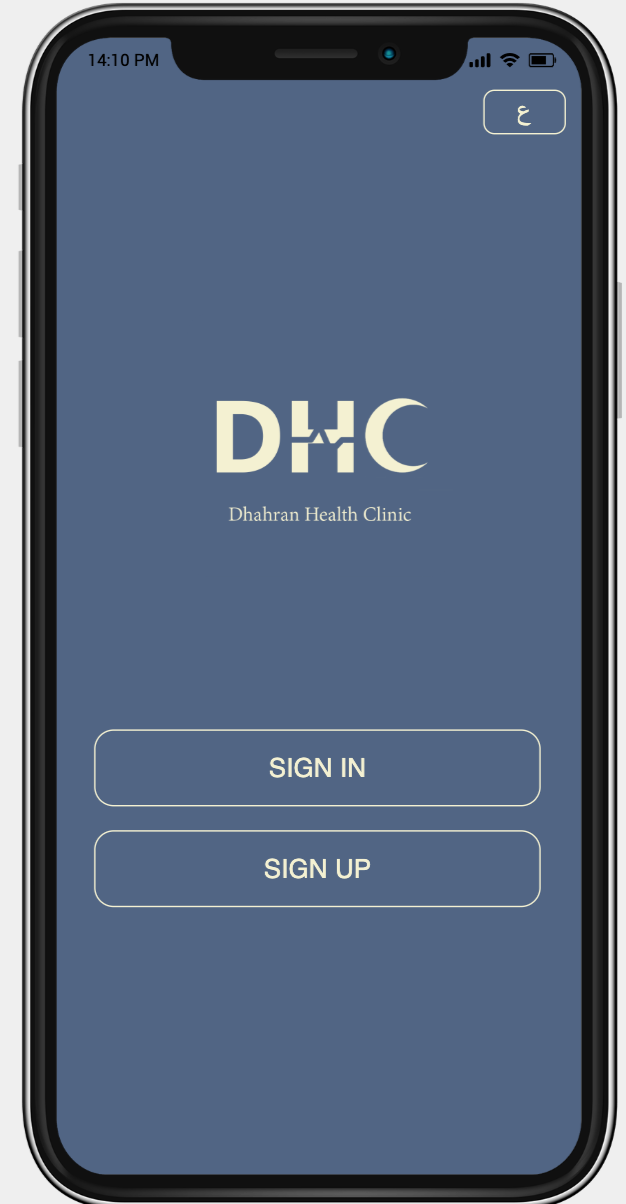 14:10 PM
ع
DHC
Dhahran Health Clinic
SIGN IN
SIGN UP